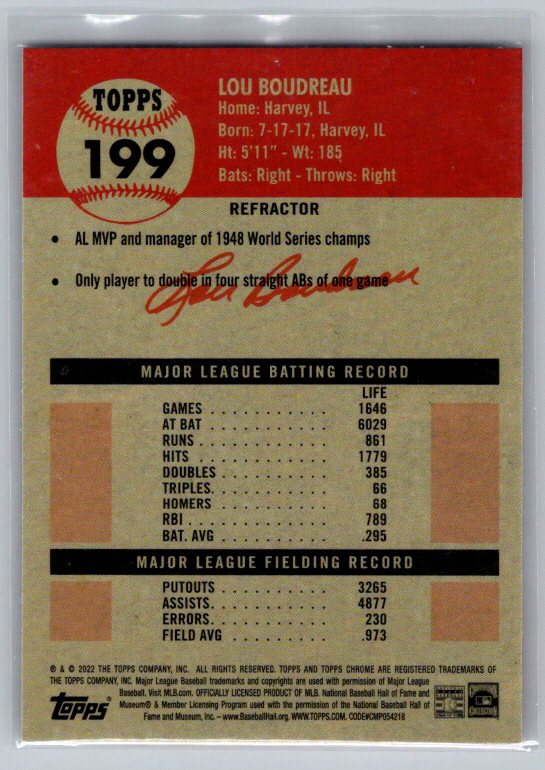 TOPPS
199
LOU BOUDREAU
Home: Harvey, IL
Born: 7-17-17, Harvey, IL
Ht: 5'11" - Wt: 185
Bats: Right - Throws: Right
REFRACTOR
• AL MVP and manager of 1948 World Series champs
• Only player to double in four straight ABs of one game
Lou Boudreau
MAJOR LEAGUE BATTING RECORD
LIFE
GAMES . . . . . . . . . . . 1646
AT BAT . . . . . . . . . . . 6029
RUNS . . . . . . . . . . . . 861
HITS . . . . . . . . . . . . 1779
DOUBLES . . . . . . . . . . 385
TRIPLES. . . . . . . . . . . 66
HOMERS . . . . . . . . . . 68
RBI . . . . . . . . . . . . . 789
BAT. AVG . . . . . . . . . . .295
MAJOR LEAGUE FIELDING RECORD
PUTOUTS . . . . . . . . . . 3265
ASSISTS. . . . . . . . . . . 4877
ERRORS. . . . . . . . . . . 230
FIELD AVG . . . . . . . . . .973
® & © 2022 THE TOPPS COMPANY, INC. ALL RIGHTS RESERVED. TOPPS AND TOPPS CHROME ARE REGISTERED TRADEMARKS OF
THE TOPPS COMPANY, INC. Major League Baseball trademarks and copyrights are used with permission of Major League
Baseball. Visit MLB.com. OFFICIALLY LICENSED PRODUCT OF MLB. National Baseball Hall of Fame and
Museum® & Member Licensing Program used with the permission of the National Baseball Hall of
Fame and Museum, Inc. – www.BaseballHall.org. WWW.TOPPS.COM. CODE#CMP054218
Topps